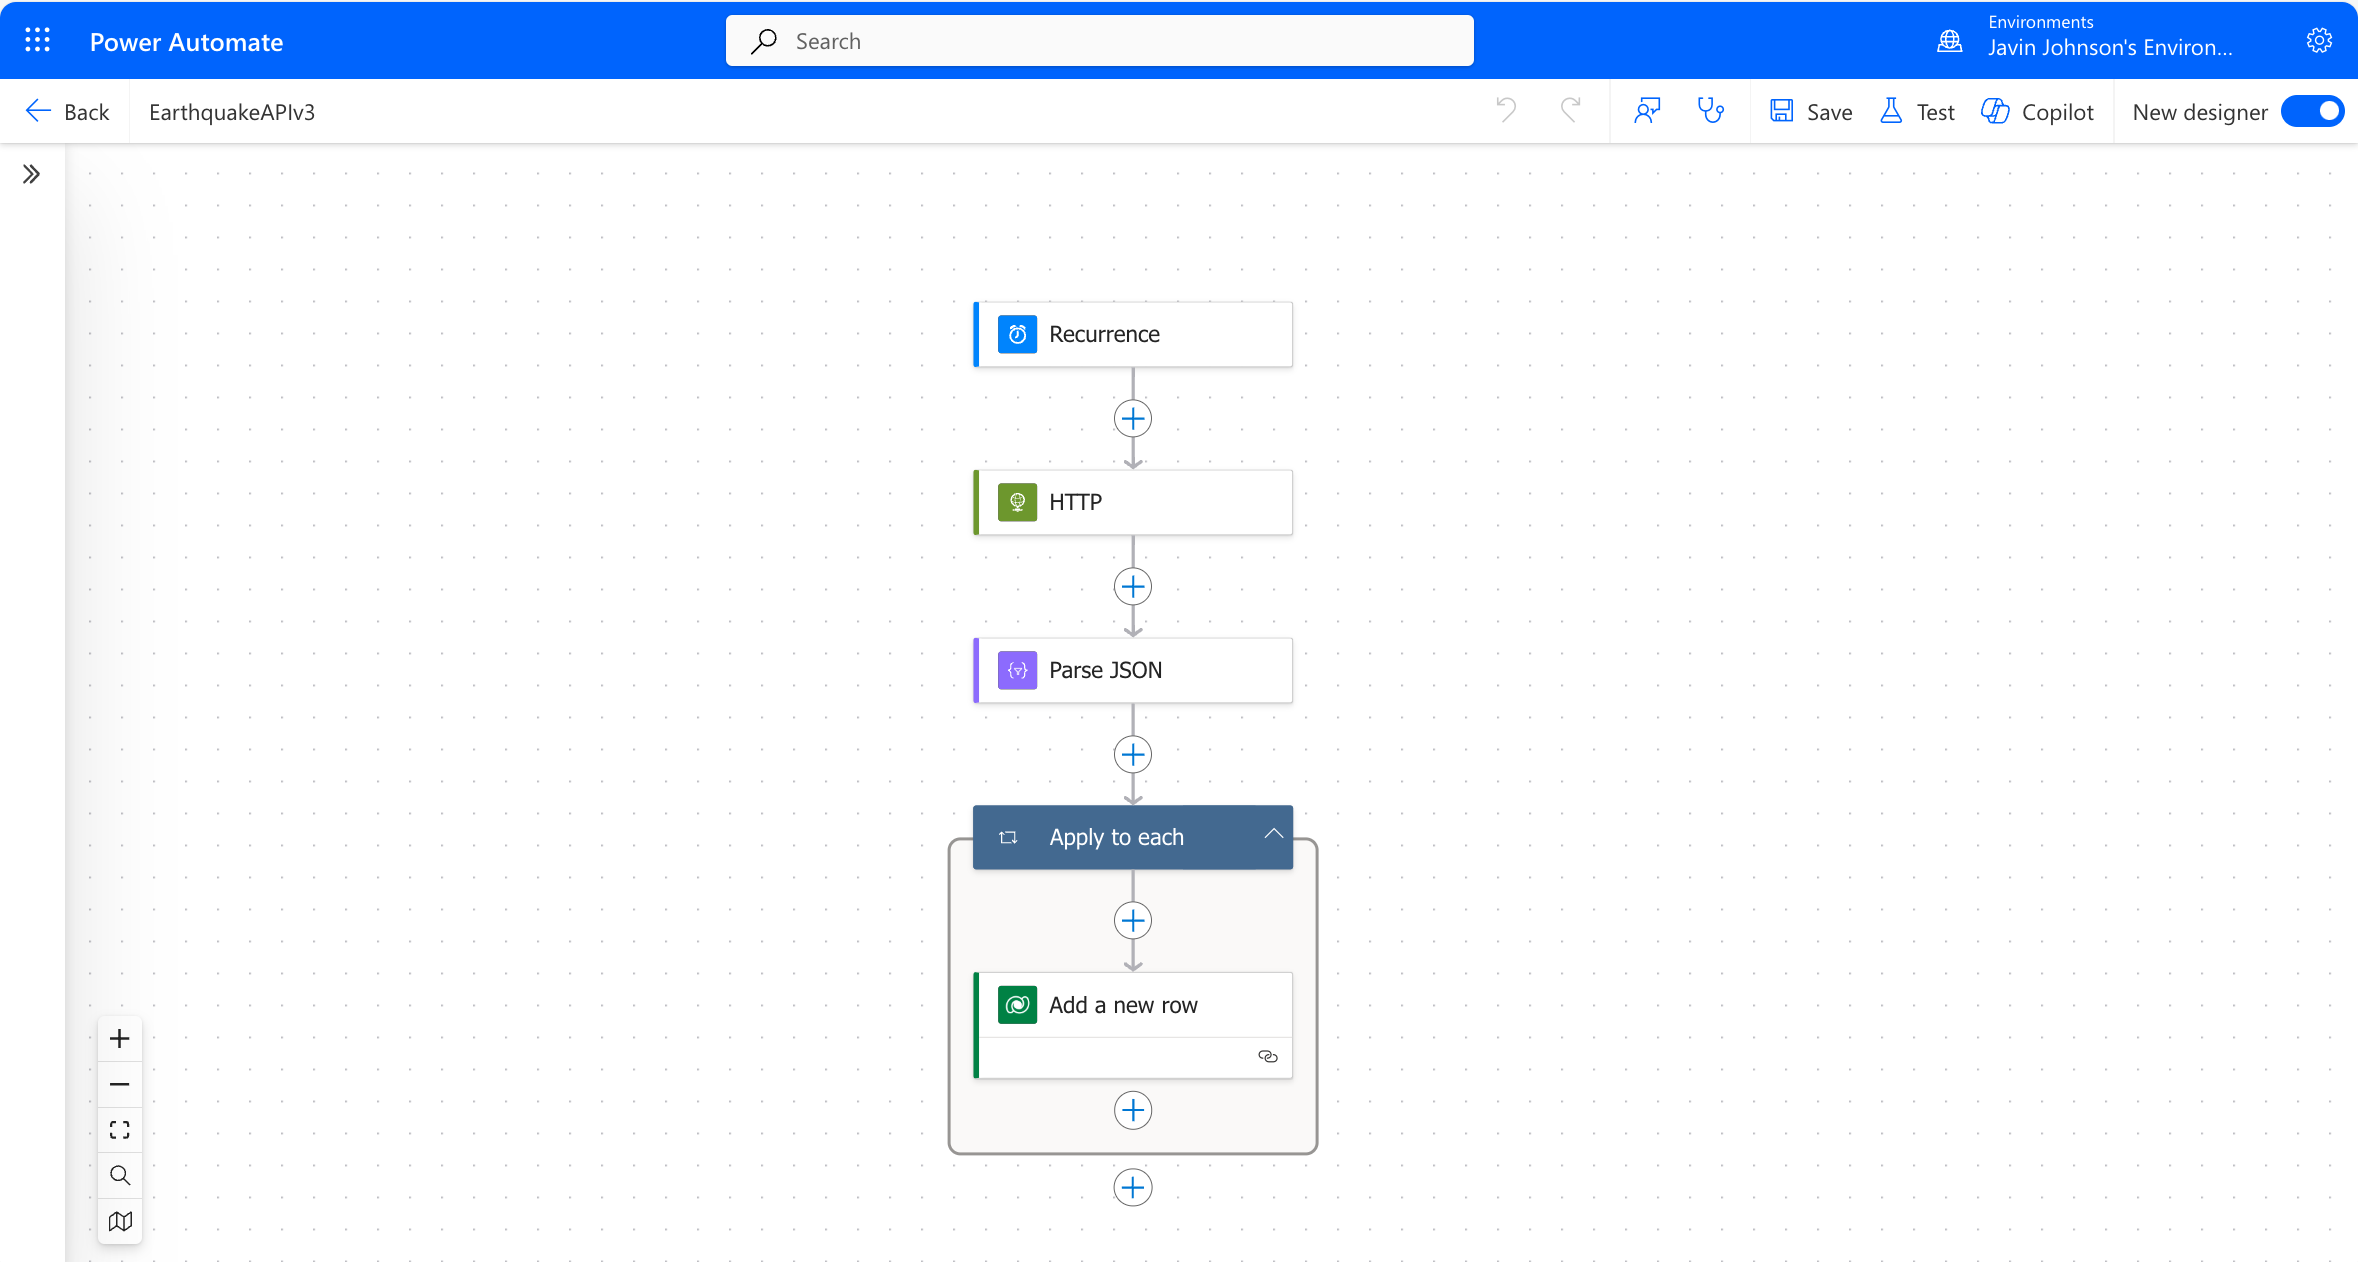 Power Automate
Search
Environments
Javin Johnson's Environ...
Back
EarthquakeAPIv3
Save
Test
Copilot
New designer
Recurrence
HTTP
Parse JSON
Apply to each
Add a new row